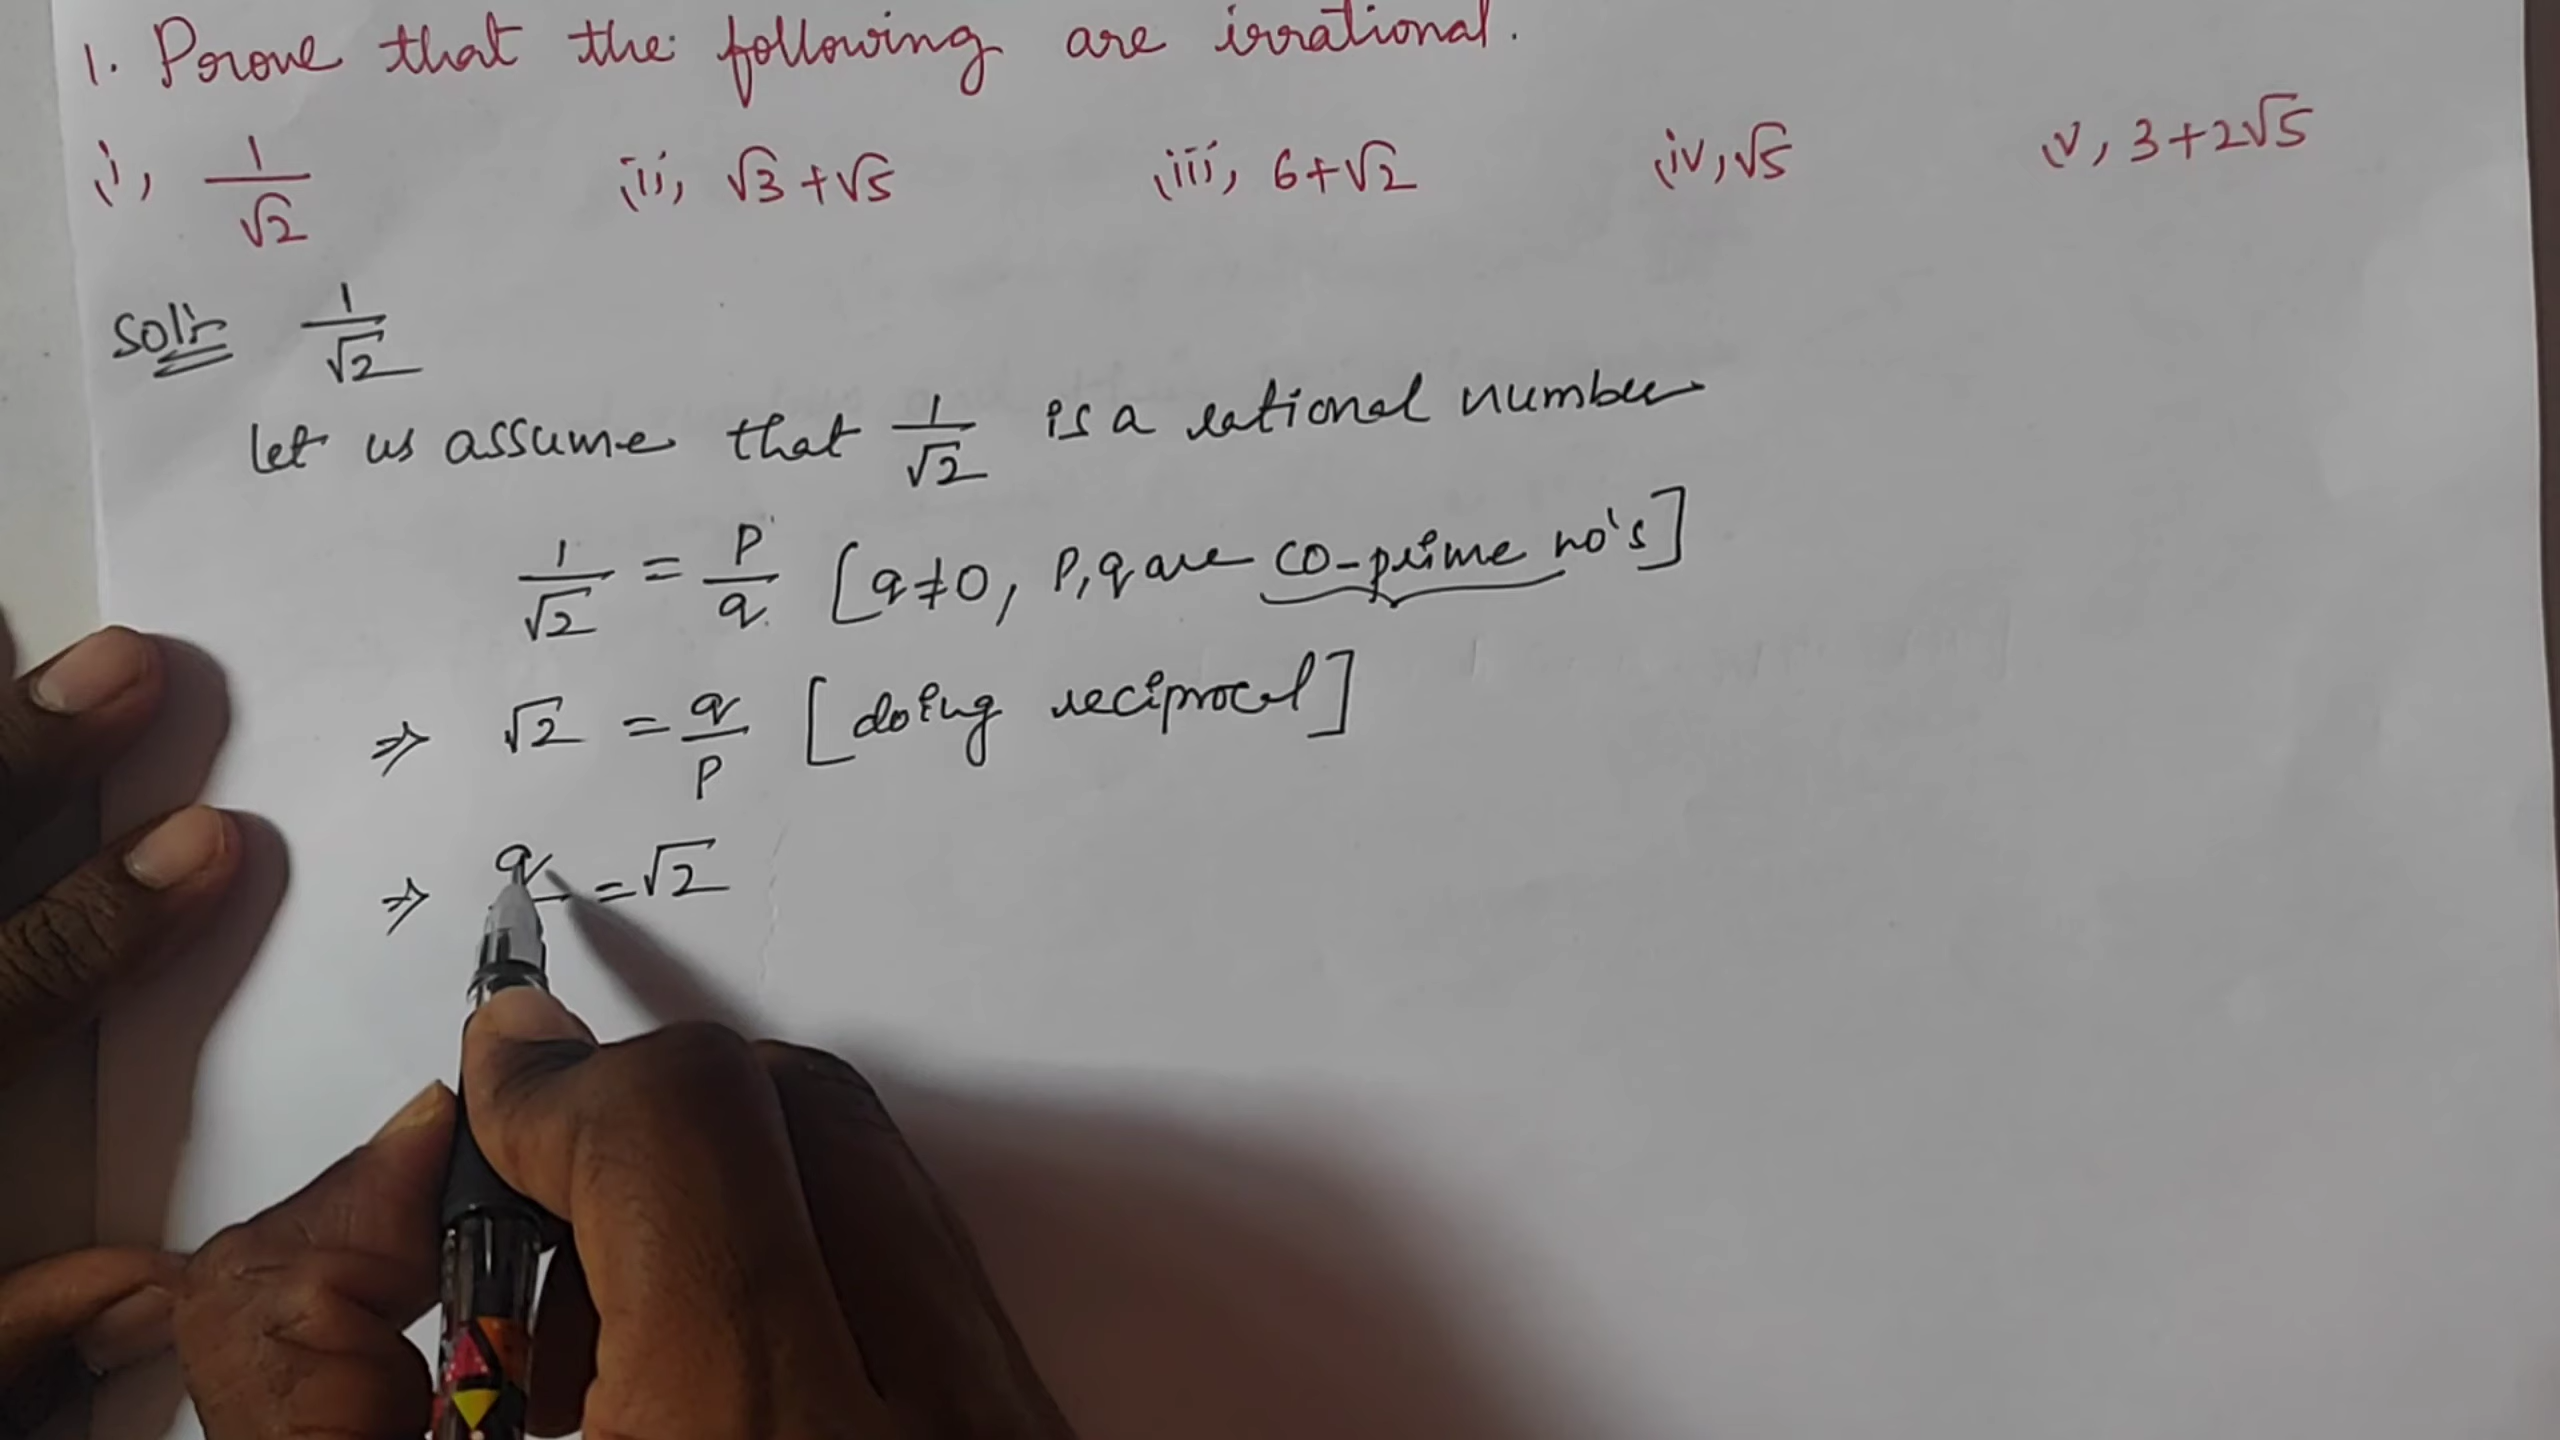 1. Prove that the following are irrational.
(i, 1/√2 (ii, √3+√5 (iii, 6+√2 (iv, √5 (v, 3+2√5
Sol:- 1/√2
let us assume that 1/√2 is a rational number
1/√2 = P/q [q≠0, P,q are co-prime no's]
⇒ √2 = q/P [doing reciprocal]
⇒ q = √2